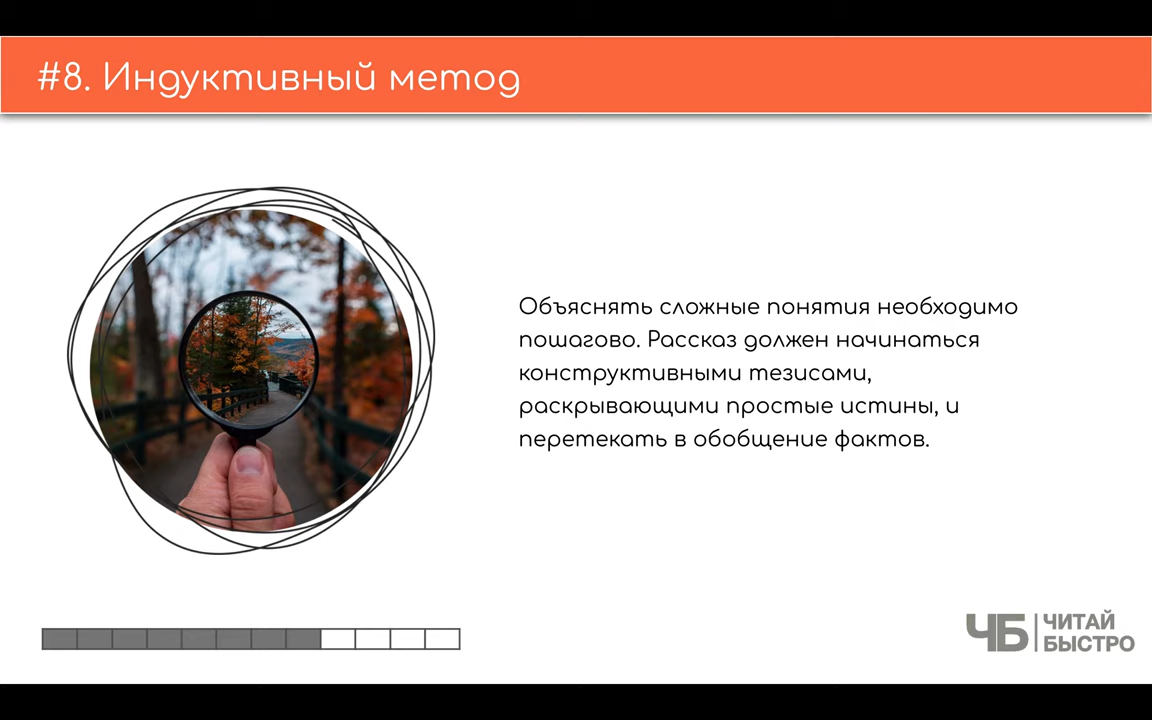 #8. Индуктивный метод
Объяснять сложные понятия необходимо
пошагово. Рассказ должен начинаться
конструктивными тезисами,
раскрывающими простые истины, и
перетекать в обобщение фактов.
ЧБ
ЧИТАЙ
БЫСТРО